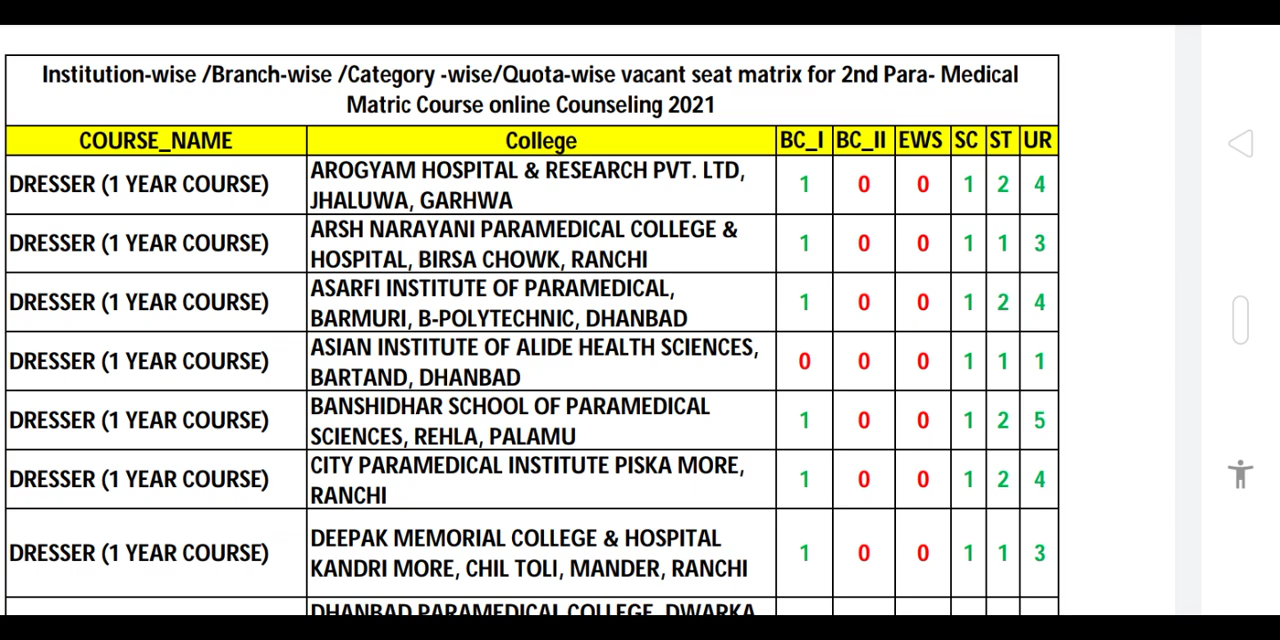 Institution-wise /Branch-wise /Category -wise/Quota-wise vacant seat matrix for 2nd Para- Medical
Matric Course online Counseling 2021
COURSE_NAME College BC_I BC_II EWS SC ST UR
DRESSER (1 YEAR COURSE) AROGYAM HOSPITAL & RESEARCH PVT. LTD,
JHALUWA, GARHWA 1 0 0 1 2 4
DRESSER (1 YEAR COURSE) ARSH NARAYANI PARAMEDICAL COLLEGE &
HOSPITAL, BIRSA CHOWK, RANCHI 1 0 0 1 1 3
DRESSER (1 YEAR COURSE) ASARFI INSTITUTE OF PARAMEDICAL,
BARMURI, B-POLYTECHNIC, DHANBAD 1 0 0 1 2 4
DRESSER (1 YEAR COURSE) ASIAN INSTITUTE OF ALIDE HEALTH SCIENCES,
BARTAND, DHANBAD 0 0 0 1 1 1
DRESSER (1 YEAR COURSE) BANSHIDHAR SCHOOL OF PARAMEDICAL
SCIENCES, REHLA, PALAMU 1 0 0 1 2 5
DRESSER (1 YEAR COURSE) CITY PARAMEDICAL INSTITUTE PISKA MORE,
RANCHI 1 0 0 1 2 4
DRESSER (1 YEAR COURSE) DEEPAK MEMORIAL COLLEGE & HOSPITAL
KANDRI MORE, CHIL TOLI, MANDER, RANCHI 1 0 0 1 1 3
DHANBAD PARAMEDICAL COLLEGE, DWARKA